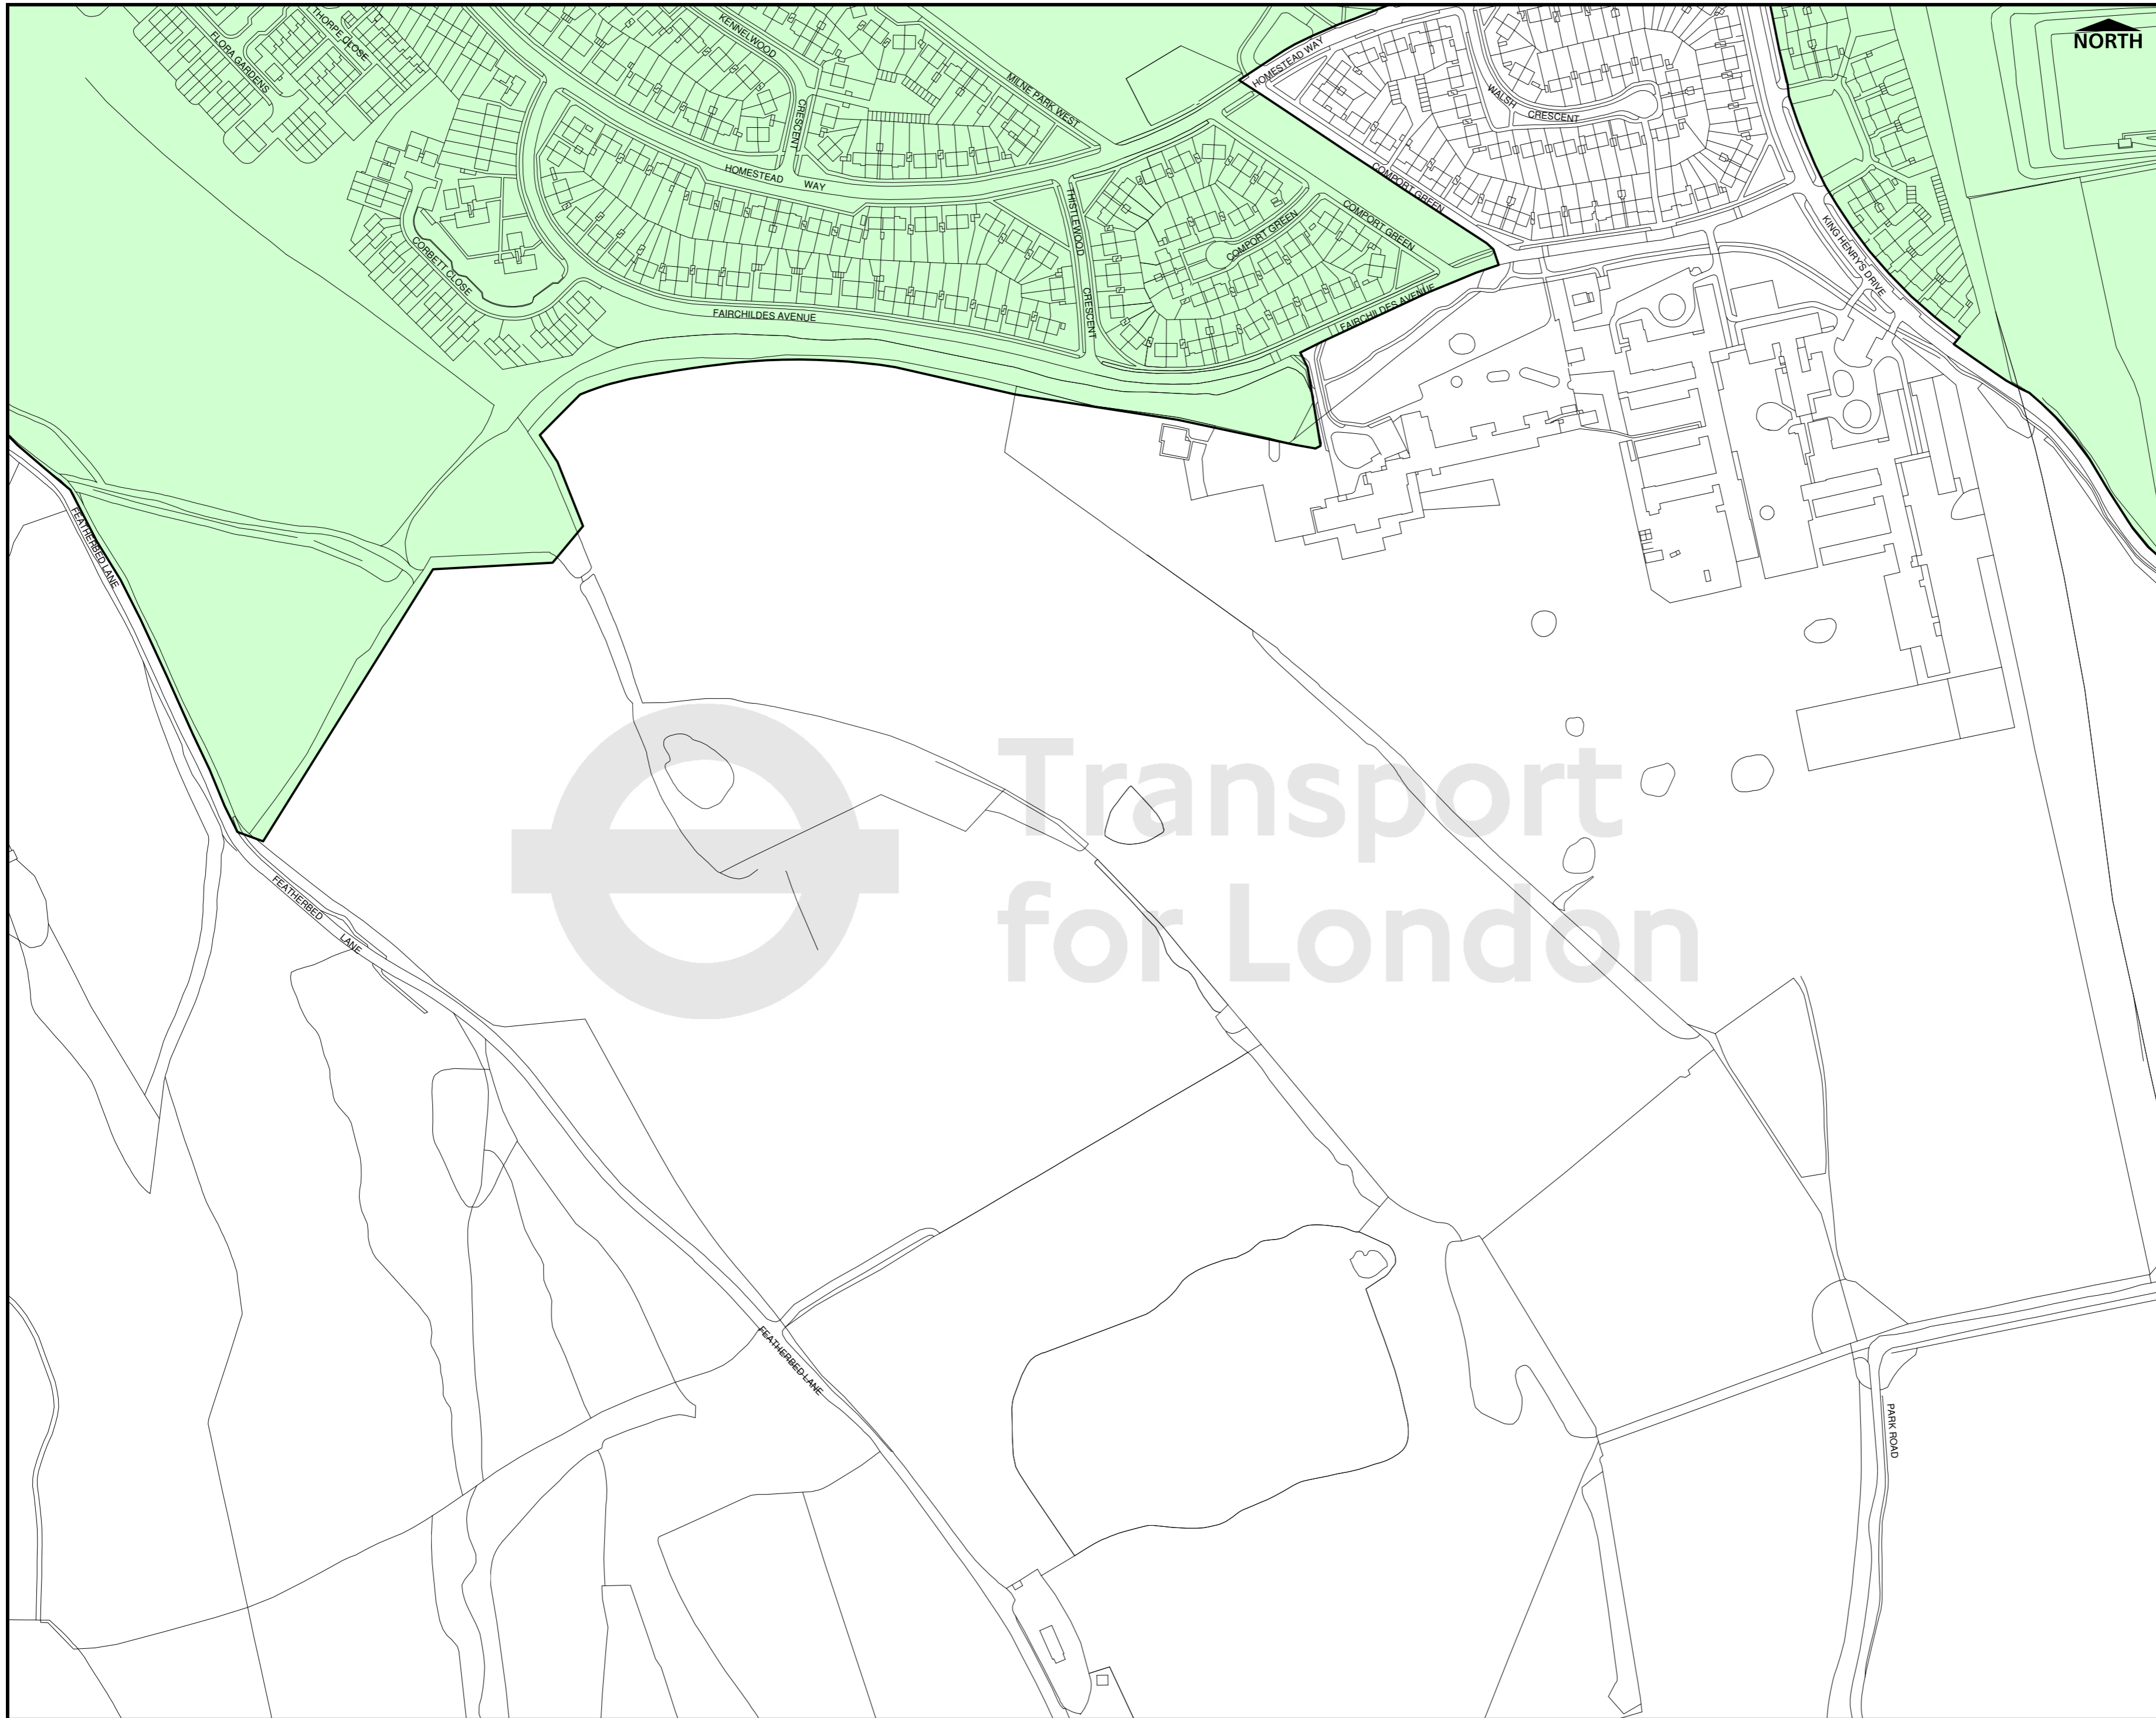 THORPE CLOSE
FLORA GARDENS
KENNELWOOD
CRESCENT
MILNE PARK WEST
HOMESTEAD WAY
WALSH
CRESCENT
NORTH
HOMESTEAD WAY
COMPORT GREEN
COMPORT GREEN
COMPORT GREEN
THISTLEWOOD
CRESCENT
KING HENRY'S DRIVE
CORBETT CLOSE
FAIRCHILDES AVENUE
FAIRCHILDES AVENUE
FEATHERBED LANE
Transport
for London
FEATHERBED
LANE
FEATHERBED LANE
PARK ROAD